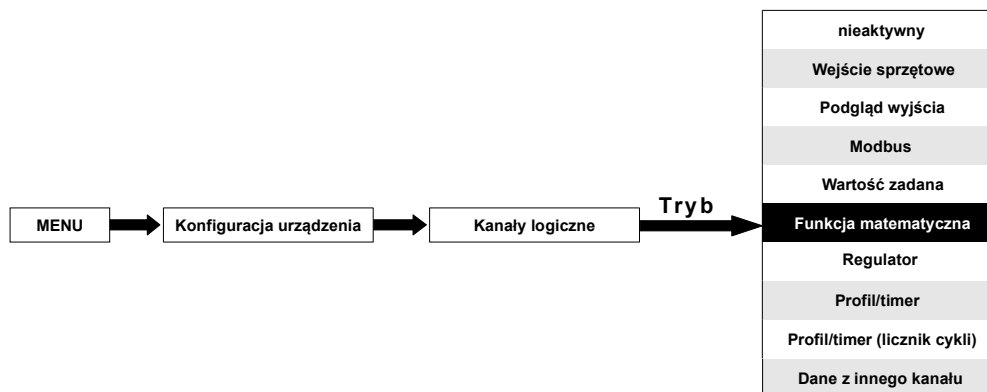 MENU
Konfiguracja urządzenia
Kanały logiczne
Tryb
nieaktywny
Wejście sprzętowe
Podgląd wyjścia
Modbus
Wartość zadana
Funkcja matematyczna
Regulator
Profil/timer
Profil/timer (licznik cykli)
Dane z innego kanału